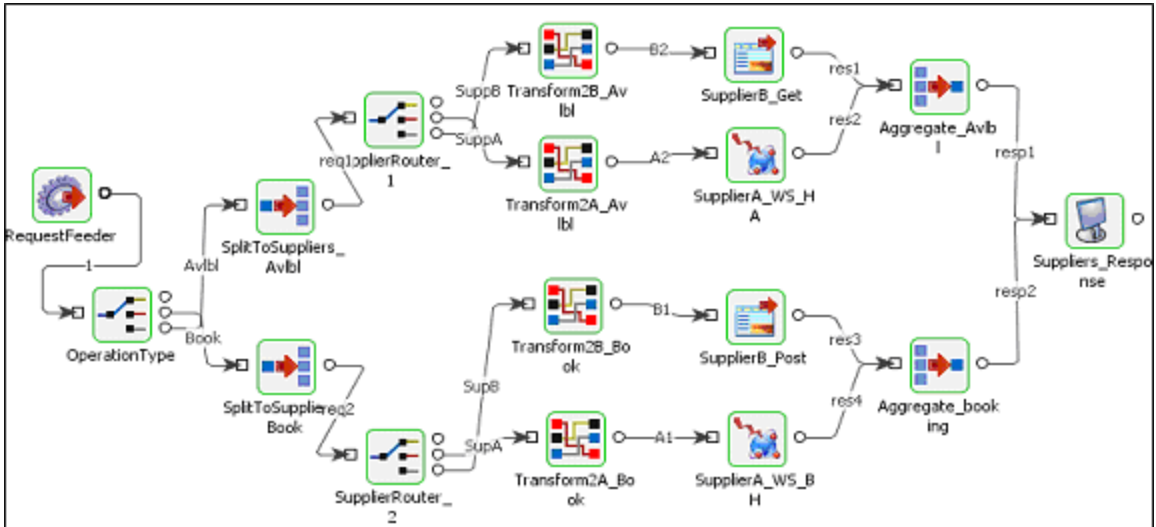 RequestFeeder
1
OperationType
Avlbl
Book
SplitToSuppliers_
Avlbl
SplitToSupplie
Book
req1
pplierRouter_
1
req2
SupplierRouter_
2
SuppB
SuppA
Transform2B_Av
lbl
Transform2A_Av
lbl
SupB
SupA
Transform2B_Bo
ok
Transform2A_Bo
ok
B2
A2
B1
A1
SupplierB_Get
SupplierA_WS_H
A
SupplierB_Post
SupplierA_WS_B
H
res1
res2
res3
res4
Aggregate_Avlb
l
Aggregate_book
ing
resp1
resp2
Suppliers_Respo
nse